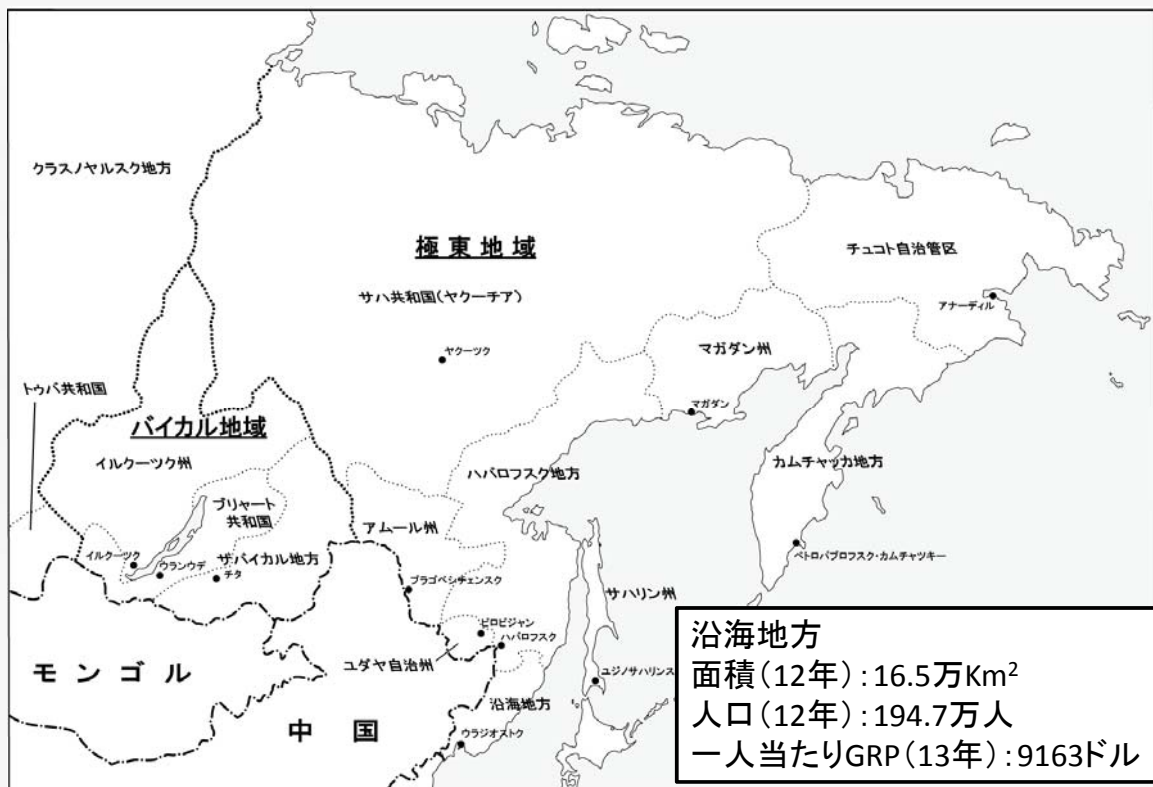 クラスノヤルスク地方
極東地域
サハ共和国(ヤクーチア)
チュコト自治管区
アナーディル
マガダン州
ヤクーツク
トゥバ共和国
マガダン
バイカル地域
イルクーツク州
ハバロフスク地方
カムチャッカ地方
ブリャート
共和国
アムール州
ザバイカル地方
イルクーツク
ウランウデ
チタ
ペトロパブロフスク・カムチャツキー
ブラゴベシチェンスク
サハリン州
ビロビジャン
ハバロフスク
ユダヤ自治州
モンゴル
ユジノサハリンス
沿海地方
中国
ウラジオストク
沿海地方
面積(12年):16.5万Km²
人口(12年):194.7万人
一人当たりGRP(13年):9163ドル